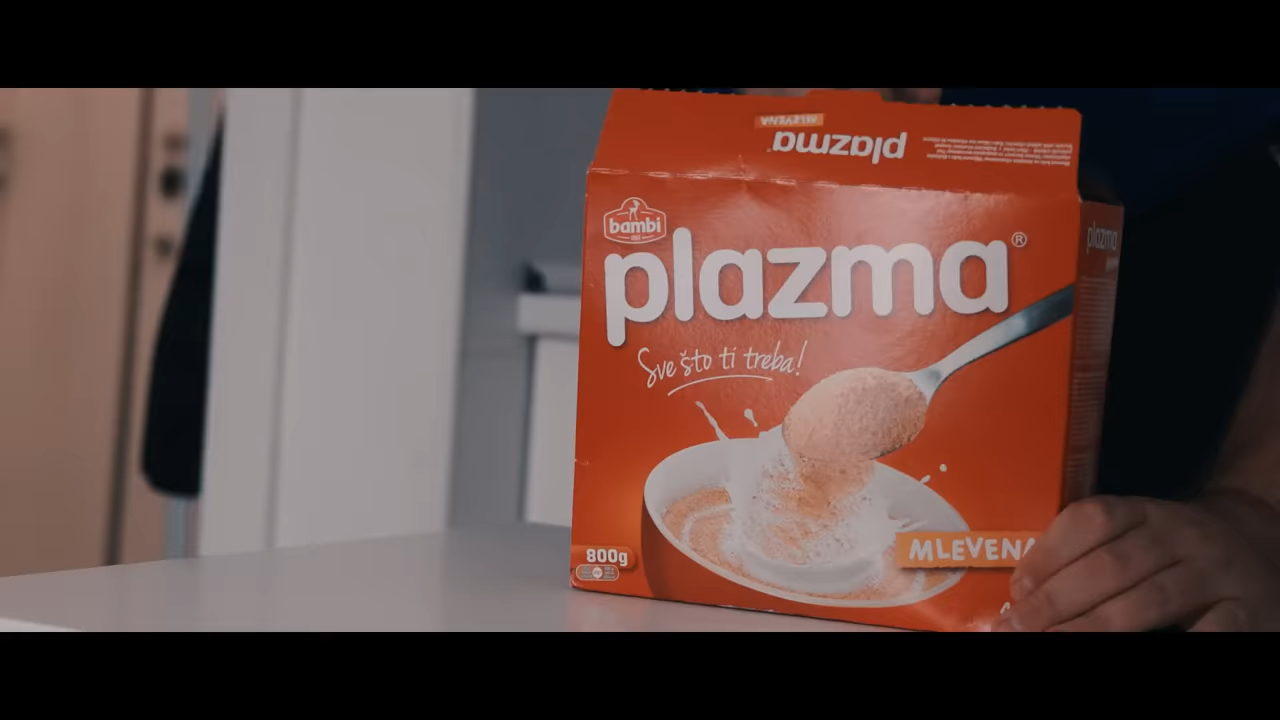 MLEVENA
plazma
bambi
plazma®
Sve što ti treba!
800g
MLEVENA
plazma